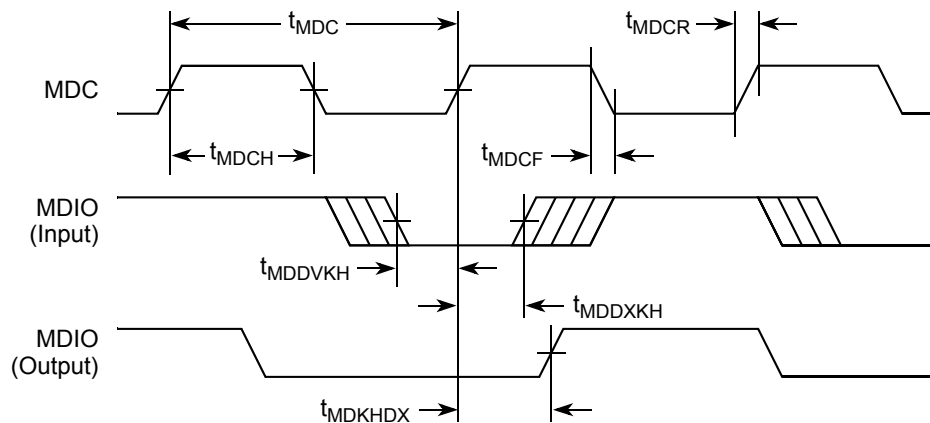 tMDC
tMDCR
MDC
tMDCH
tMDCF
MDIO
(Input)
tMDDVKH
tMDDXKH
MDIO
(Output)
tMDKHDX